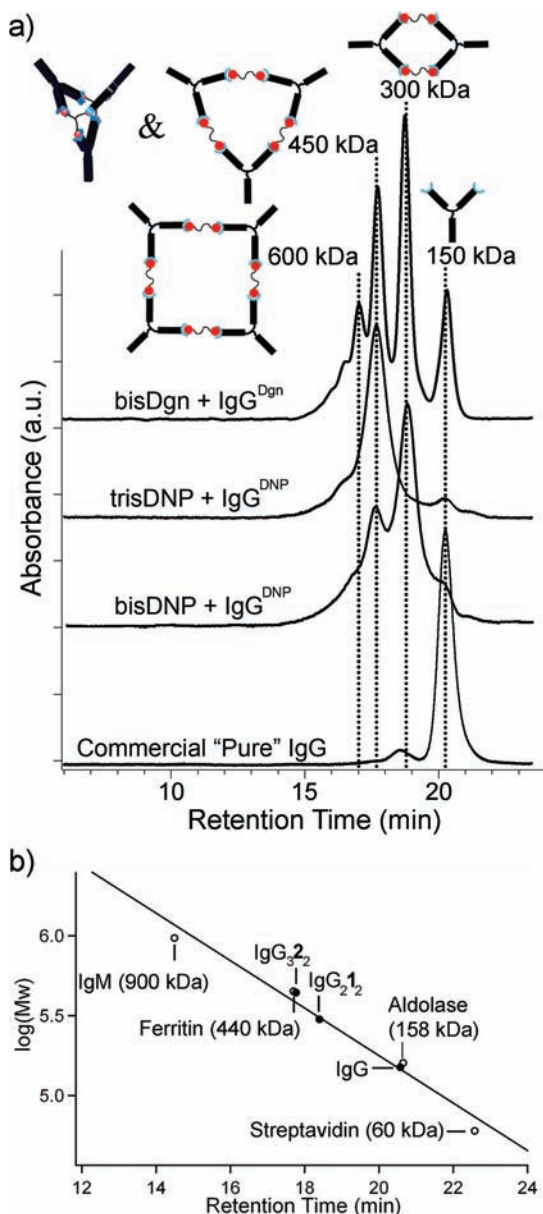 a)
300 kDa
&
450 kDa
600 kDa
150 kDa
bisDgn + IgG^Dgn
trisDNP + IgG^DNP
bisDNP + IgG^DNP
Commercial "Pure" IgG
Absorbance (a.u.)
10 15 20
Retention Time (min)
b)
6.0
5.5
5.0
log(Mw)
IgM (900 kDa)
IgG₃2₂
IgG₂1₂
Ferritin (440 kDa)
Aldolase
(158 kDa)
IgG
Streptavidin (60 kDa)
12 14 16 18 20 22 24
Retention Time (min)